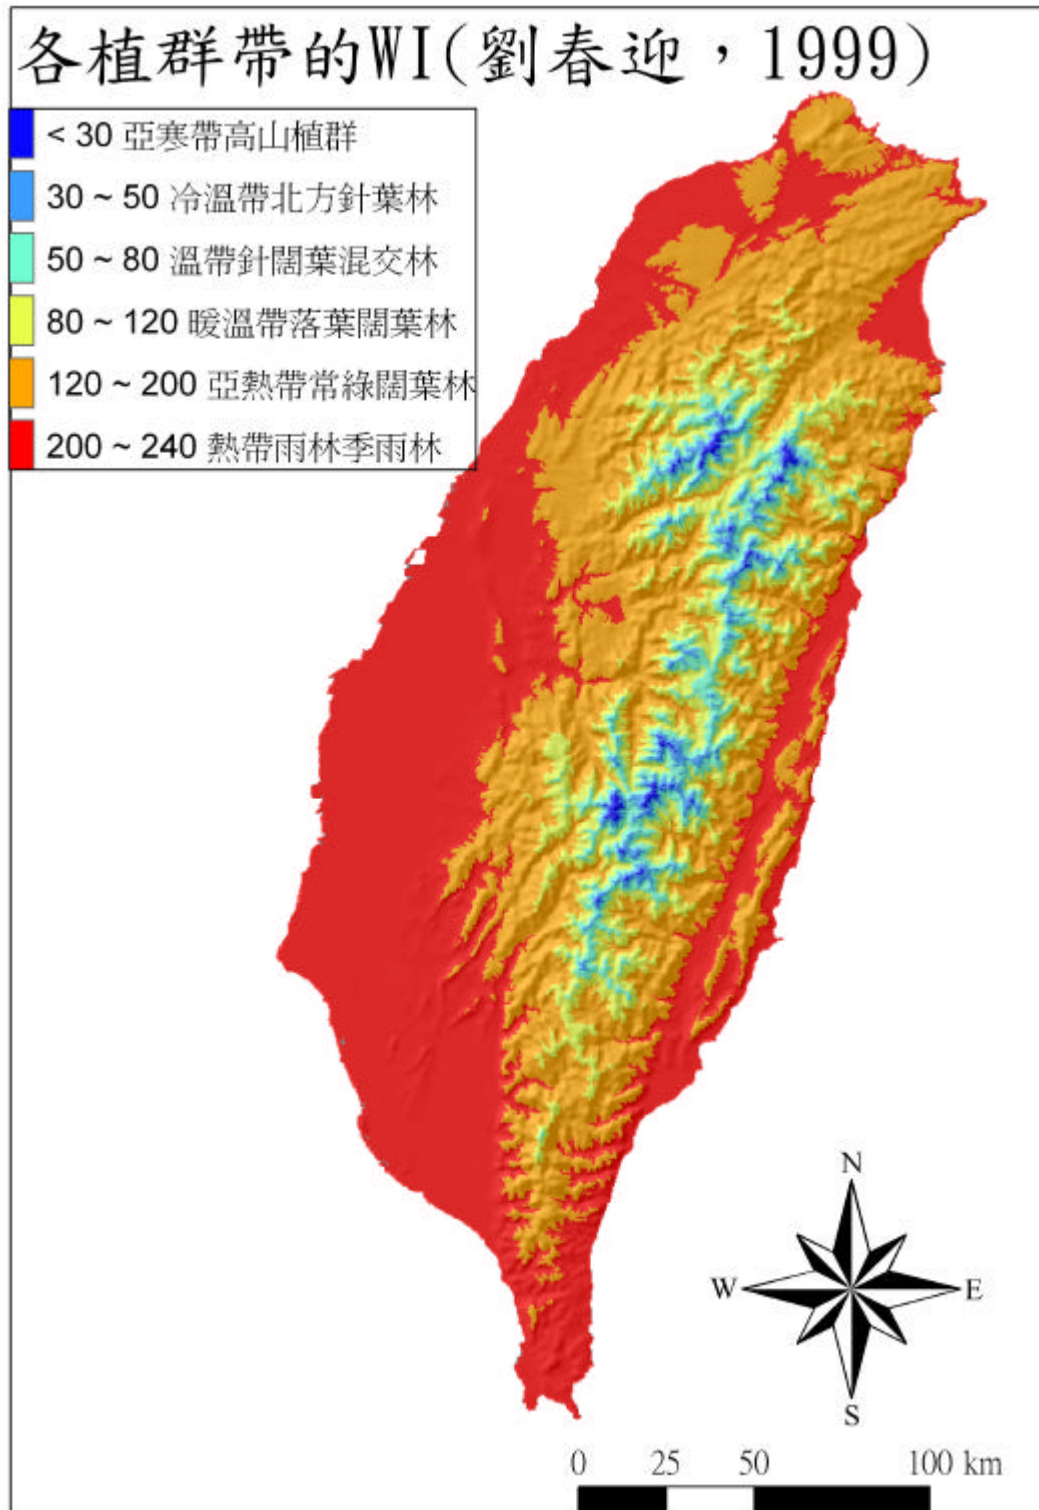 各植群帶的WI(劉春迎，1999)
< 30 亞寒帶高山植群
30 ~ 50 冷溫帶北方針葉林
50 ~ 80 溫帶針闊葉混交林
80 ~ 120 暖溫帶落葉闊葉林
120 ~ 200 亞熱帶常綠闊葉林
200 ~ 240 熱帶雨林季雨林
N
W E
S
0 25 50 100 km